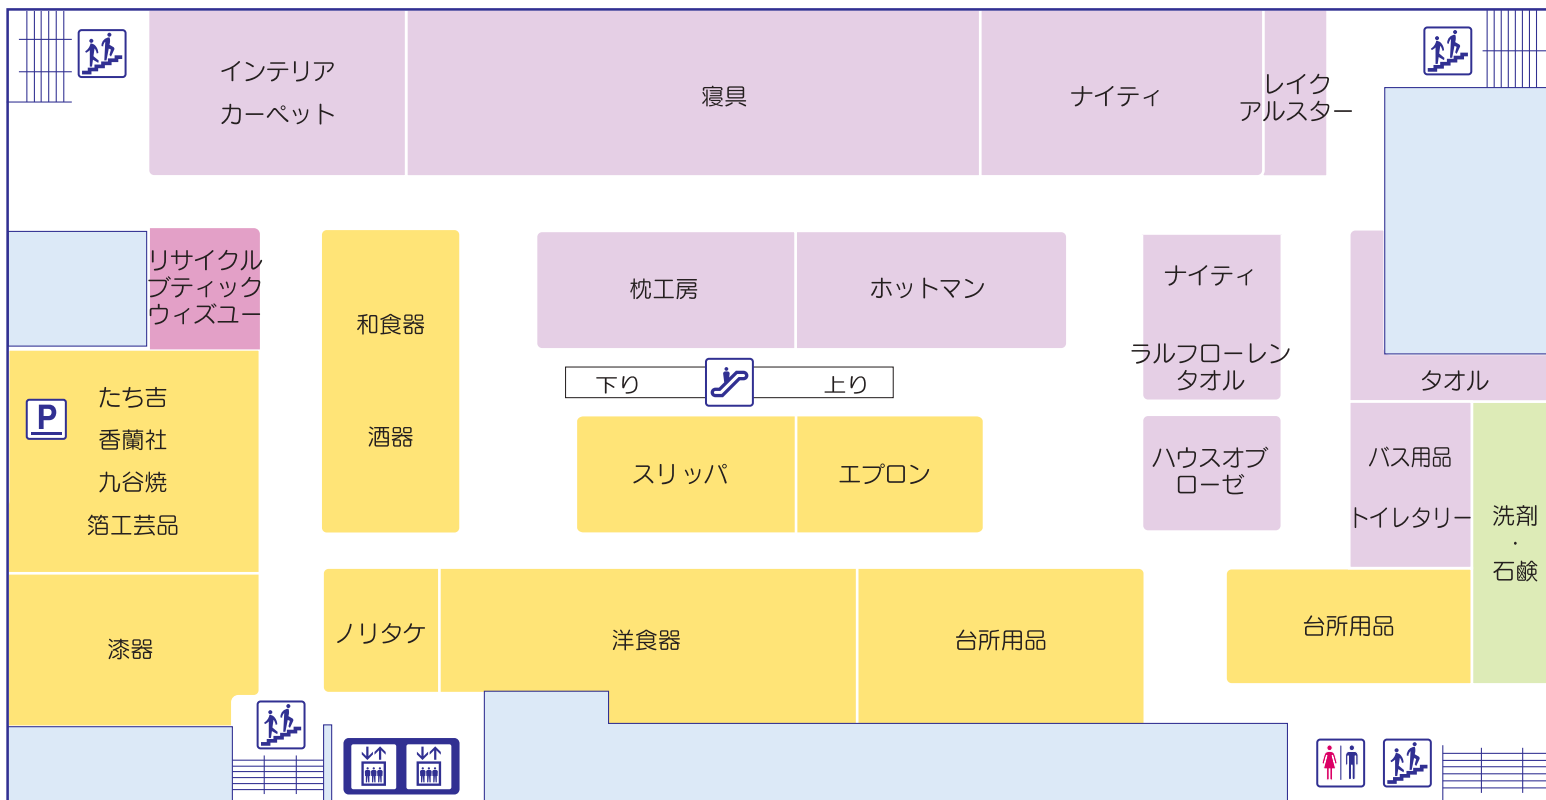 インテリア
カーペット
寝具
ナイティ
レイク
アルスター
リサイクル
ブティック
ウィズユー
和食器
酒器
枕工房
ホットマン
ナイティ
ラルフローレン
タオル
タオル
下り
上り
P
たち吉
香蘭社
九谷焼
箔工芸品
スリッパ
エプロン
ハウスオブ
ローゼ
バス用品
トイレタリー
洗剤
・
石鹸
漆器
ノリタケ
洋食器
台所用品
台所用品